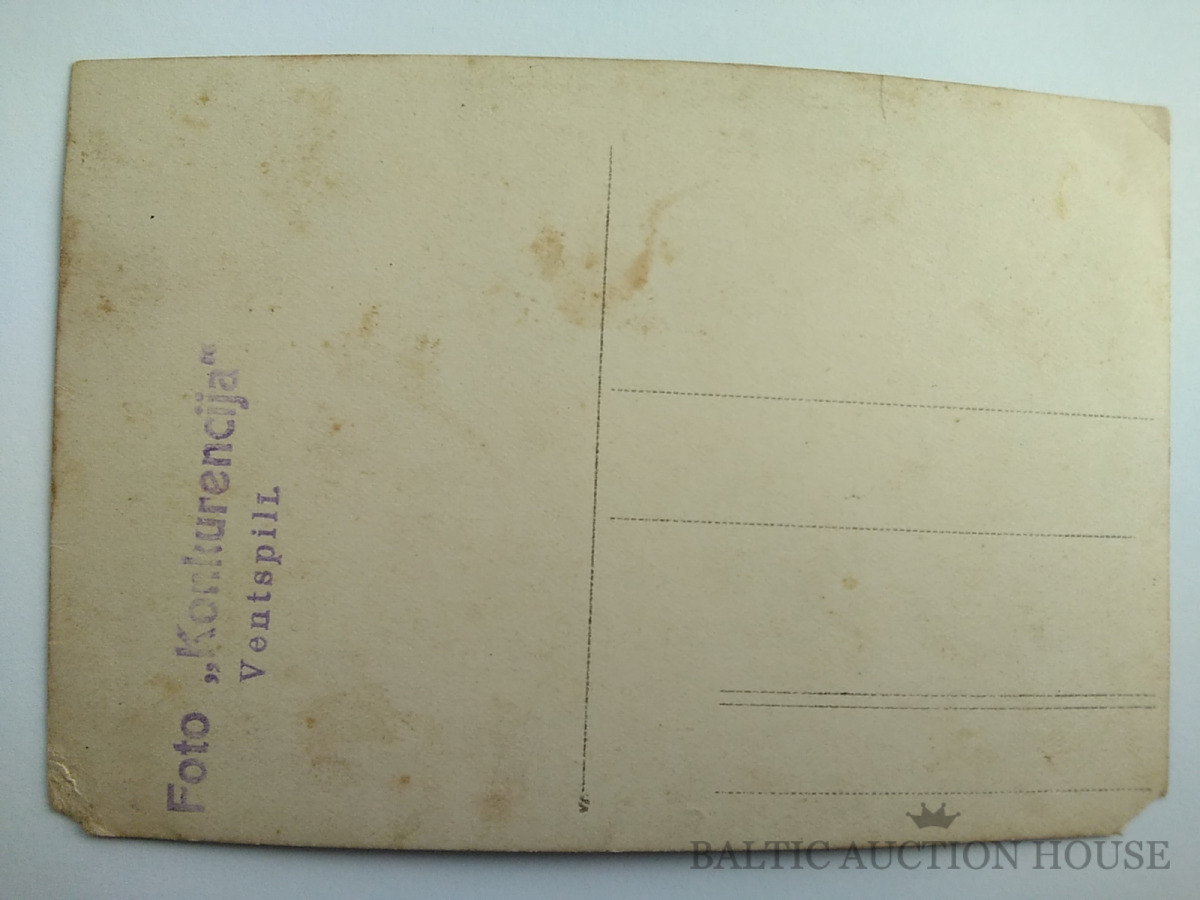 Foto „Konkurencija“
Ventspilī.
BALTIC AUCTION HOUSE